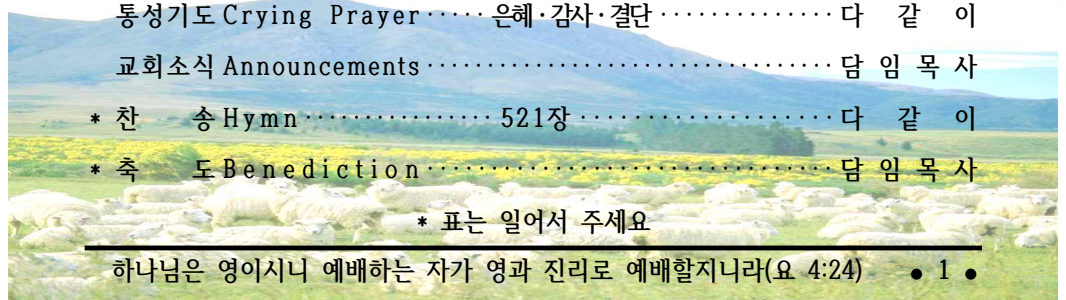 통성기도 Crying Prayer ····· 은혜·감사·결단 ·············· 다 같 이
교회소식 Announcements ································ 담 임 목 사
* 찬 송 Hymn ················ 521장 ···················· 다 같 이
* 축 도 Benediction ································ 담 임 목 사
* 표는 일어서 주세요
하나님은 영이시니 예배하는 자가 영과 진리로 예배할지니라(요 4:24) ● 1 ●